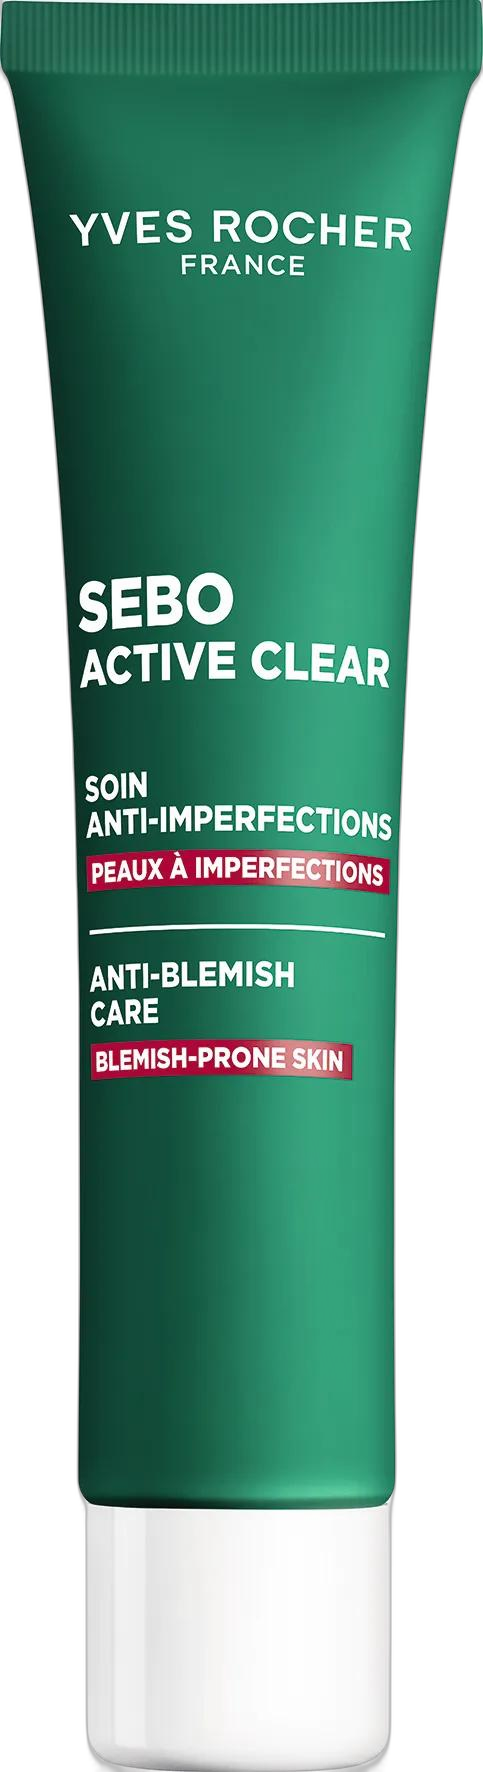 YVES ROCHER
FRANCE
SEBO
ACTIVE CLEAR
SOIN
ANTI-IMPERFECTIONS
PEAUX À IMPERFECTIONS
ANTI-BLEMISH
CARE
BLEMISH-PRONE SKIN